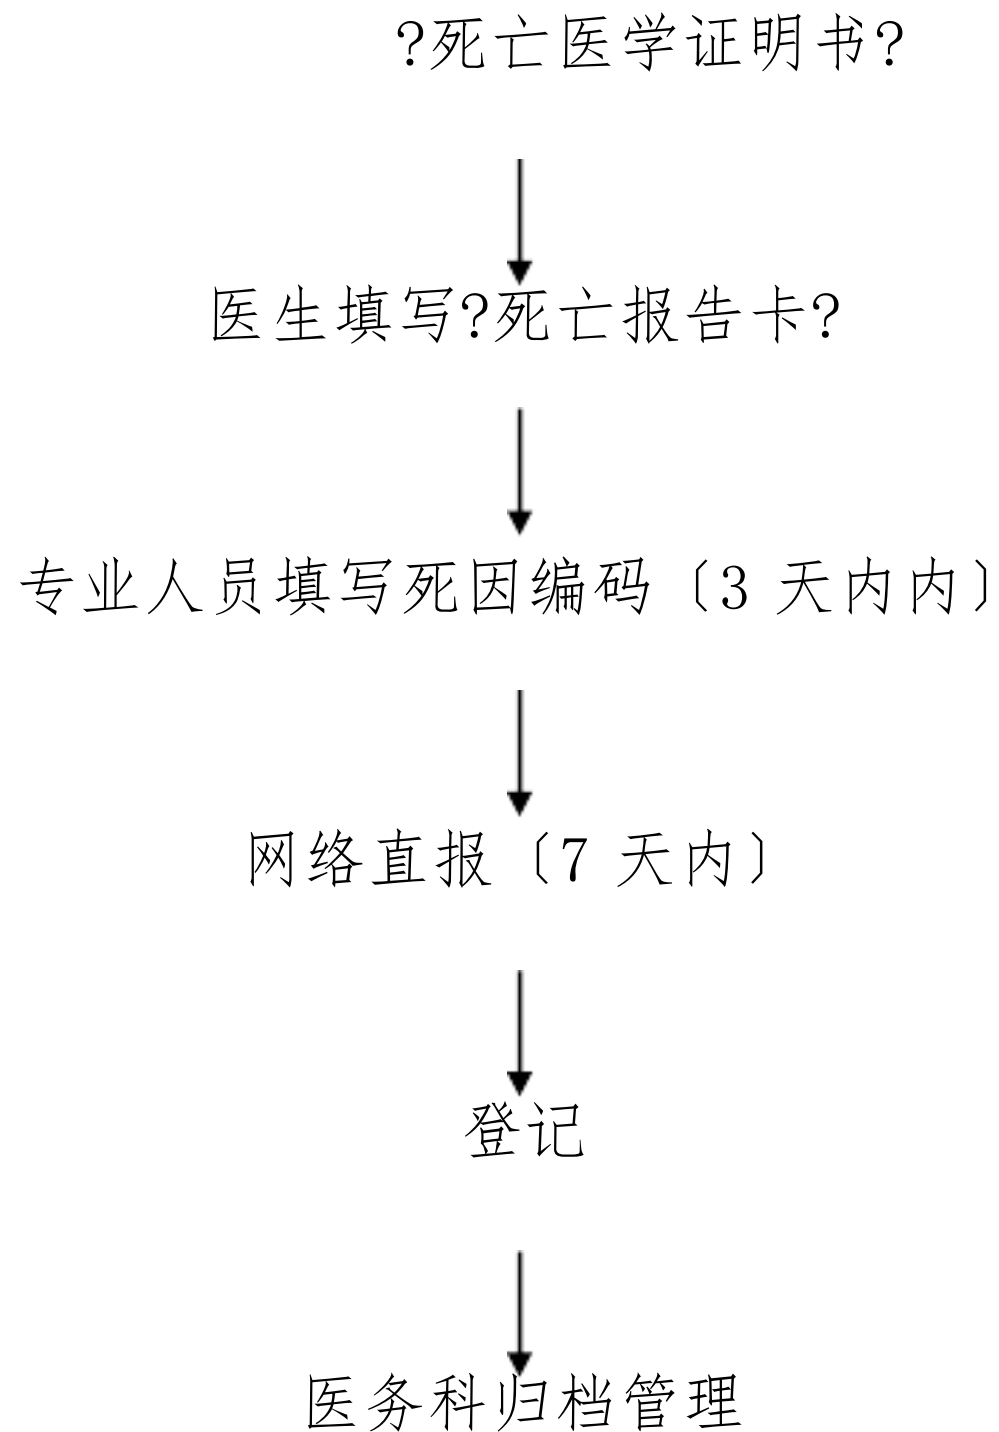 ?死亡医学证明书?
医生填写?死亡报告卡?
专业人员填写死因编码〔3 天内内〕
网络直报〔7 天内〕
登记
医务科归档管理